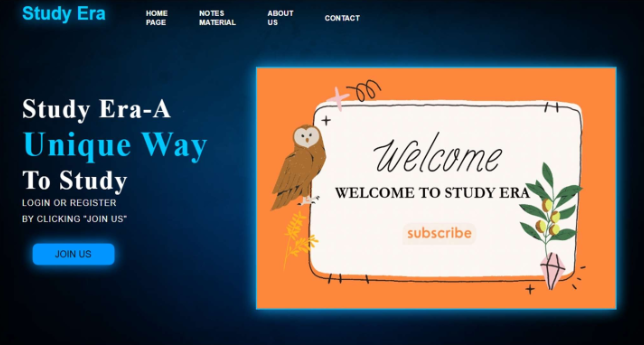 Study Era
HOME
PAGE
NOTES
MATERIAL
ABOUT
US
CONTACT
Study Era-A
Unique Way
To Study
LOGIN OR REGISTER
BY CLICKING "JOIN US"
JOIN US
Welcome
WELCOME TO STUDY ERA
subscribe